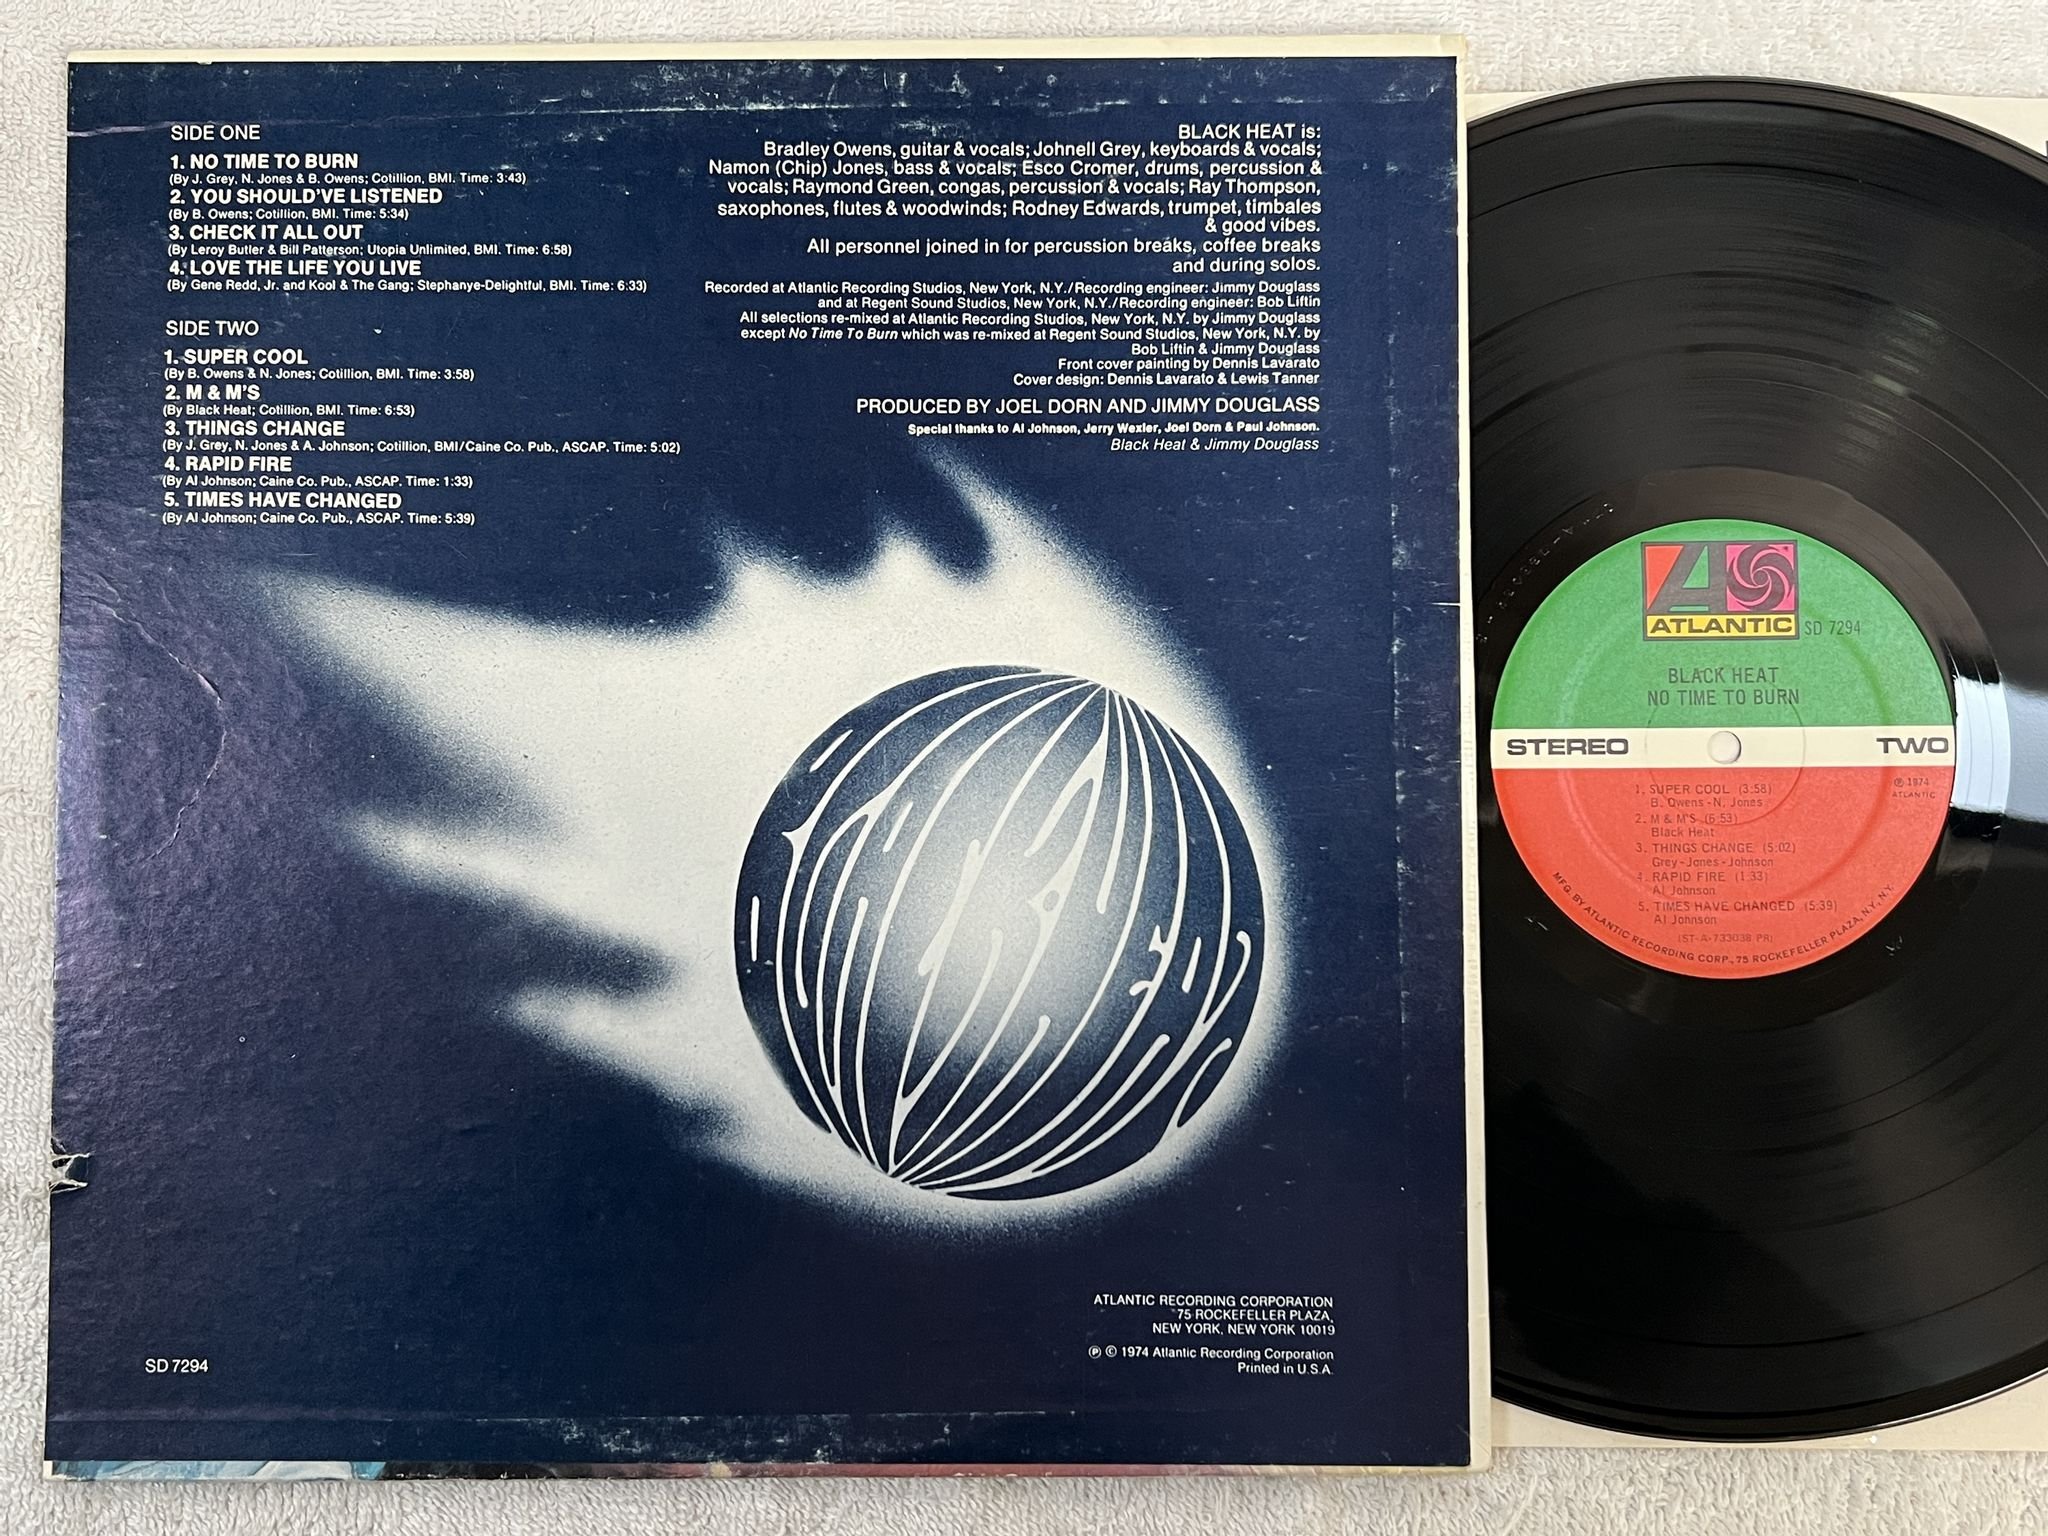 SIDE ONE
1. NO TIME TO BURN
(By J. Grey, N. Jones & B. Owens; Cotillion, BMI. Time: 3:43)
2. YOU SHOULD'VE LISTENED
(By B. Owens; Cotillion, BMI. Time: 5:34)
3. CHECK IT ALL OUT
(By Leroy Butler & Bill Patterson; Utopia Unlimited, BMI. Time: 6:58)
4. LOVE THE LIFE YOU LIVE
(By Gene Redd, Jr. and Kool & The Gang; Stephanye-Delightful, BMI. Time: 6:33)
SIDE TWO
1. SUPER COOL
(By B. Owens & N. Jones; Cotillion, BMI. Time: 3:58)
2. M & M'S
(By Black Heat; Cotillion, BMI. Time: 6:53)
3. THINGS CHANGE
(By J. Grey, N. Jones & A. Johnson; Cotillion, BMI/Caine Co. Pub., ASCAP. Time: 5:02)
4. RAPID FIRE
(By Al Johnson; Caine Co. Pub., ASCAP. Time: 1:33)
5. TIMES HAVE CHANGED
(By Al Johnson; Caine Co. Pub., ASCAP. Time: 5:39)
BLACK HEAT is:
Bradley Owens, guitar & vocals; Johnell Grey, keyboards & vocals;
Namon (Chip) Jones, bass & vocals; Esco Cromer, drums, percussion &
vocals; Raymond Green, congas, percussion & vocals; Ray Thompson,
saxophones, flutes & woodwinds; Rodney Edwards, trumpet, timbales
& good vibes.
All personnel joined in for percussion breaks, coffee breaks
and during solos.
Recorded at Atlantic Recording Studios, New York, N.Y./Recording engineer: Jimmy Douglass
and at Regent Sound Studios, New York, N.Y./Recording engineer: Bob Liftin
All selections re-mixed at Atlantic Recording Studios, New York, N.Y. by Jimmy Douglass
except No Time To Burn which was re-mixed at Regent Sound Studios, New York, N.Y. by
Bob Liftin & Jimmy Douglass
Front cover painting by Dennis Lavarato
Cover design: Dennis Lavarato & Lewis Tanner
PRODUCED BY JOEL DORN AND JIMMY DOUGLASS
Special thanks to Al Johnson, Jerry Wexler, Joel Dorn & Paul Johnson.
Black Heat & Jimmy Douglass
SD 7294
ATLANTIC RECORDING CORPORATION
75 ROCKEFELLER PLAZA,
NEW YORK, NEW YORK 10019
℗ © 1974 Atlantic Recording Corporation
Printed in U.S.A.
ATLANTIC
SD 7294
BLACK HEAT
NO TIME TO BURN
STEREO
TWO
℗ 1974
ATLANTIC
1. SUPER COOL (3:58)
B. Owens - N. Jones
2. M & M'S (6:53)
Black Heat
3. THINGS CHANGE (5:02)
Grey - Jones - Johnson
4. RAPID FIRE (1:33)
Al Johnson
5. TIMES HAVE CHANGED (5:39)
Al Johnson
(ST-A-733038 PR)
MFG. BY ATLANTIC RECORDING CORP., 75 ROCKEFELLER PLAZA, N.Y., N.Y.